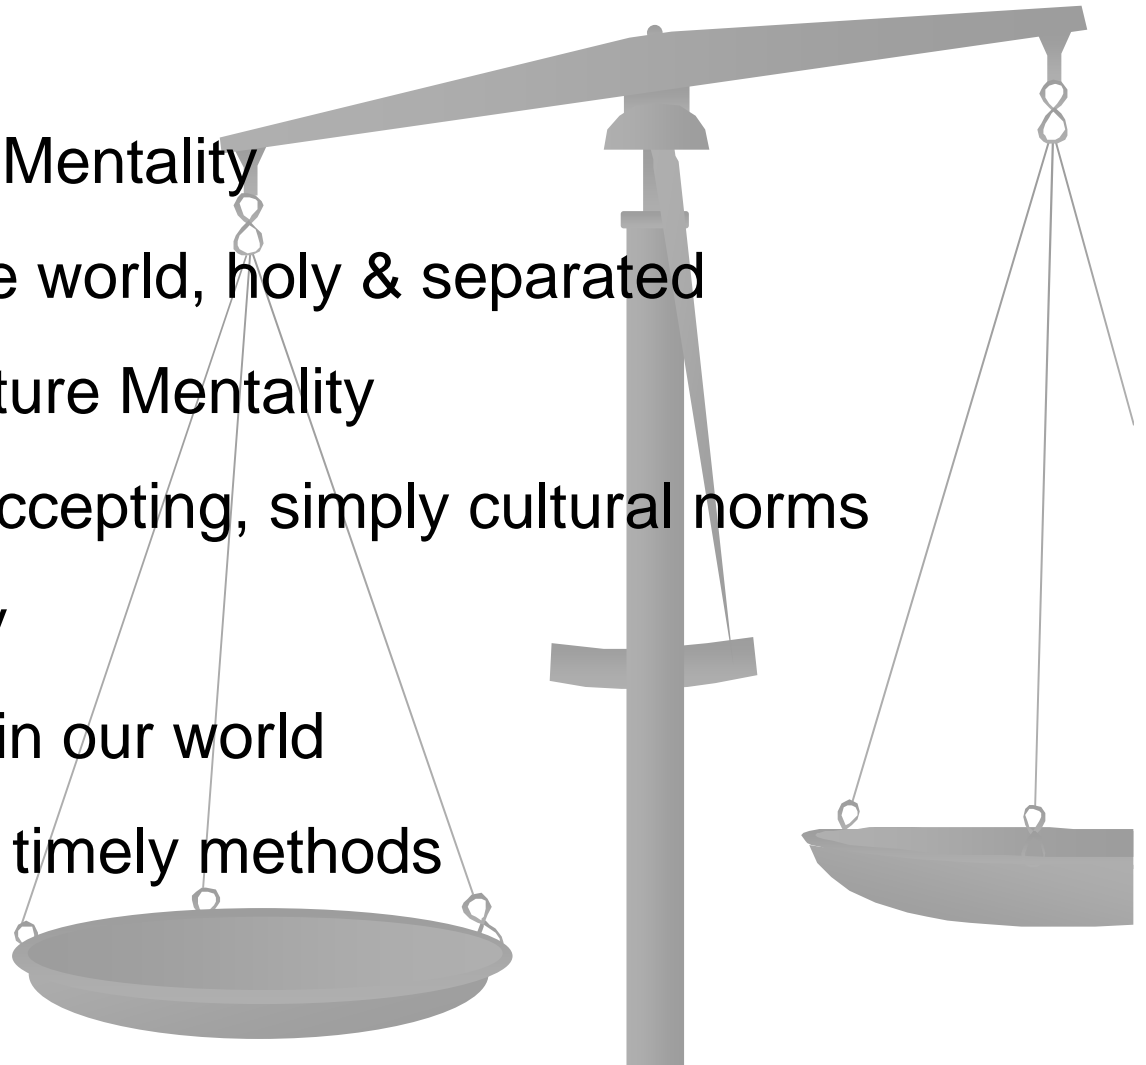 Mentality
e world, holy & separated
ture Mentality
ccepting, simply cultural norms
y
in our world
timely methods